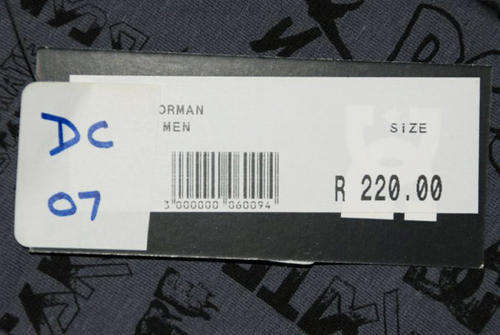 DC
07
ORMAN
MEN
SIZE
3 000000 060094
R 220.00